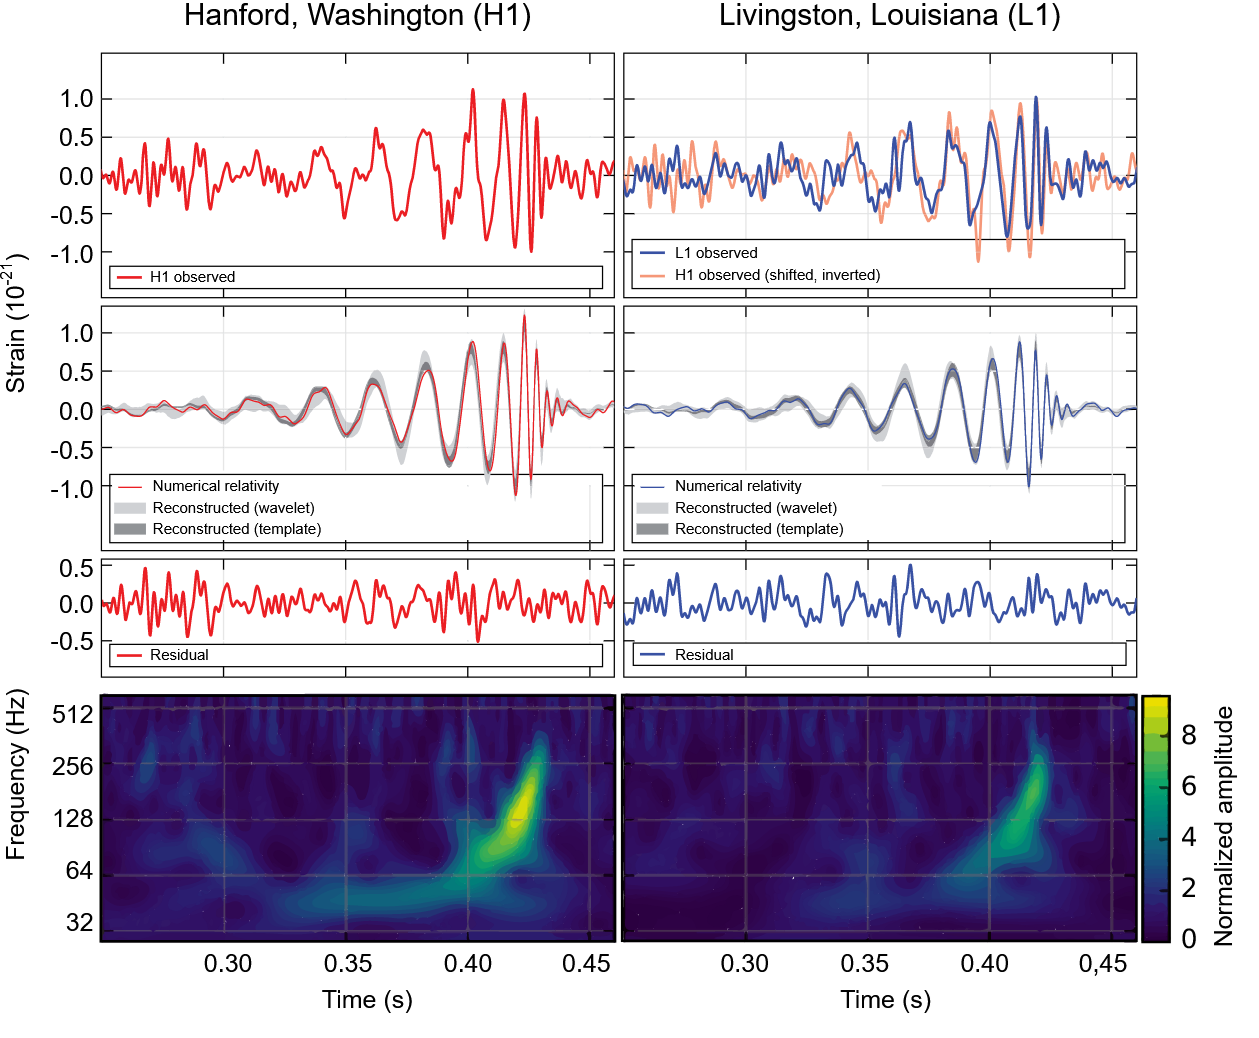 Hanford, Washington (H1)
Livingston, Louisiana (L1)
Strain (10-21)
1.0
0.5
0.0
-0.5
-1.0
H1 observed
L1 observed
H1 observed (shifted, inverted)
1.0
0.5
0.0
-0.5
-1.0
Numerical relativity
Reconstructed (wavelet)
Reconstructed (template)
Numerical relativity
Reconstructed (wavelet)
Reconstructed (template)
0.5
0.0
-0.5
Residual
Residual
Frequency (Hz)
512
256
128
64
32
8
6
4
2
0
Normalized amplitude
0.30 0.35 0.40 0.45
0.30 0.35 0.40 0,45
Time (s)
Time (s)